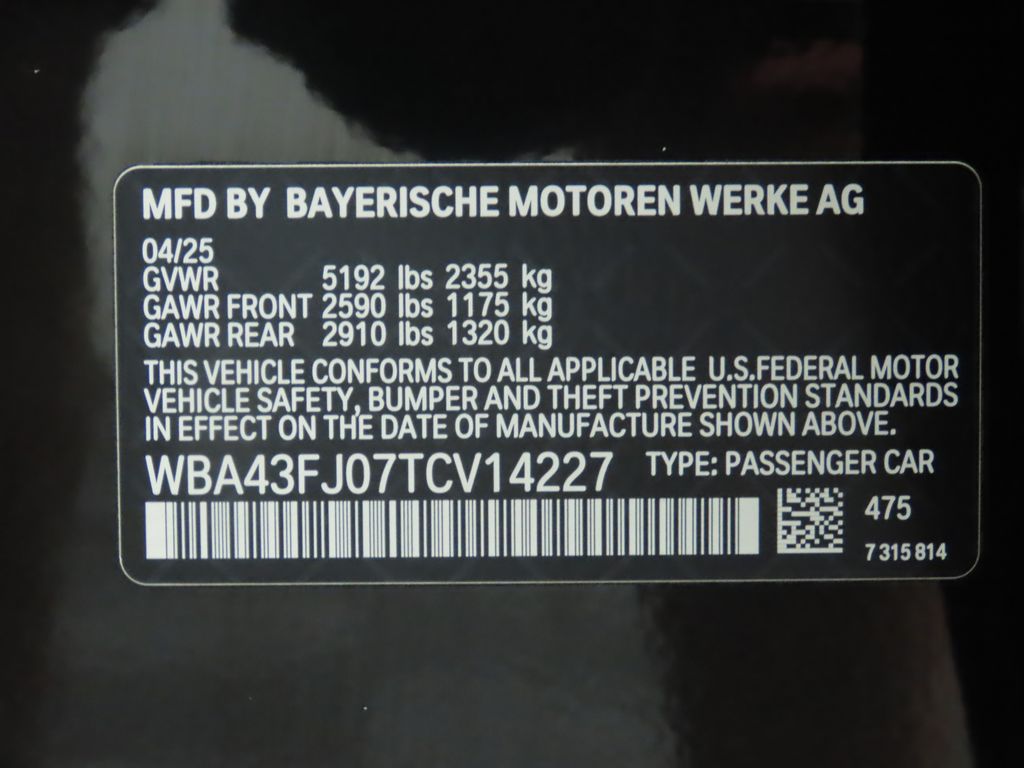 MFD BY BAYERISCHE MOTOREN WERKE AG
04/25
GVWR 5192 lbs 2355 kg
GAWR FRONT 2590 lbs 1175 kg
GAWR REAR 2910 lbs 1320 kg
THIS VEHICLE CONFORMS TO ALL APPLICABLE U.S.FEDERAL MOTOR
VEHICLE SAFETY, BUMPER AND THEFT PREVENTION STANDARDS
IN EFFECT ON THE DATE OF MANUFACTURE SHOWN ABOVE.
WBA43FJ07TCV14227 TYPE: PASSENGER CAR
475
7 315 814